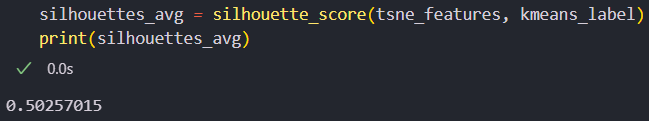 silhouettes_avg = silhouette_score(tsne_features, kmeans_label)
print(silhouettes_avg)
✓ 0.0s
0.50257015